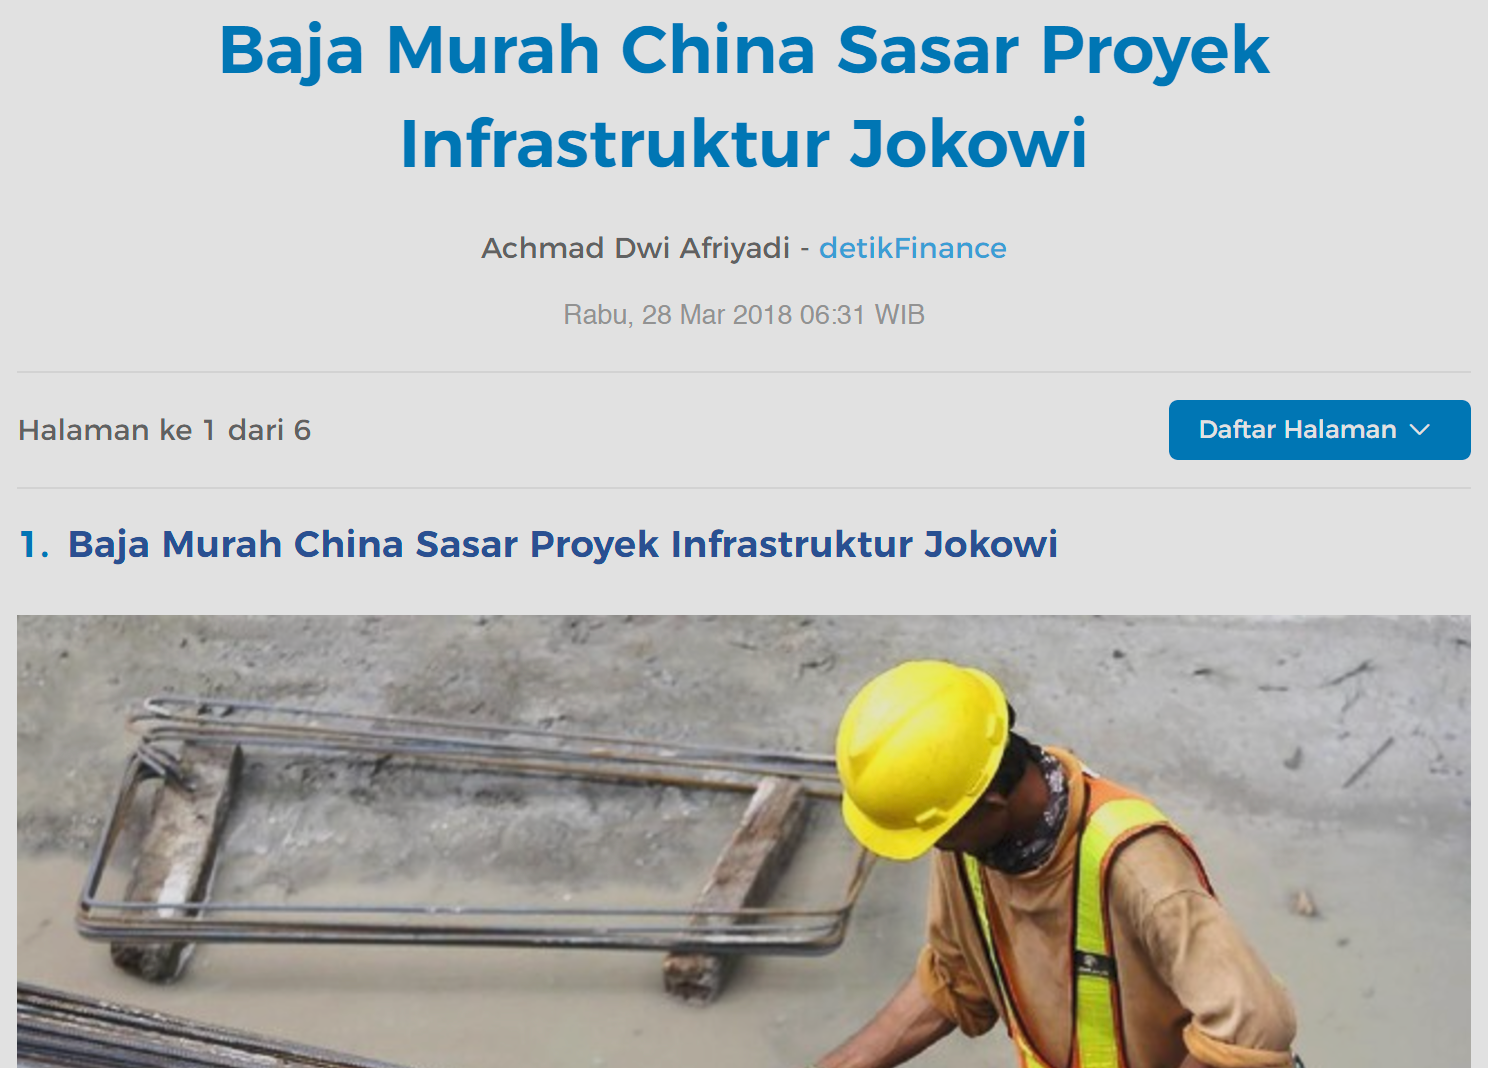 Baja Murah China Sasar Proyek
Infrastruktur Jokowi
Achmad Dwi Afriyadi - detikFinance
Rabu, 28 Mar 2018 06:31 WIB
Halaman ke 1 dari 6
Daftar Halaman
1. Baja Murah China Sasar Proyek Infrastruktur Jokowi